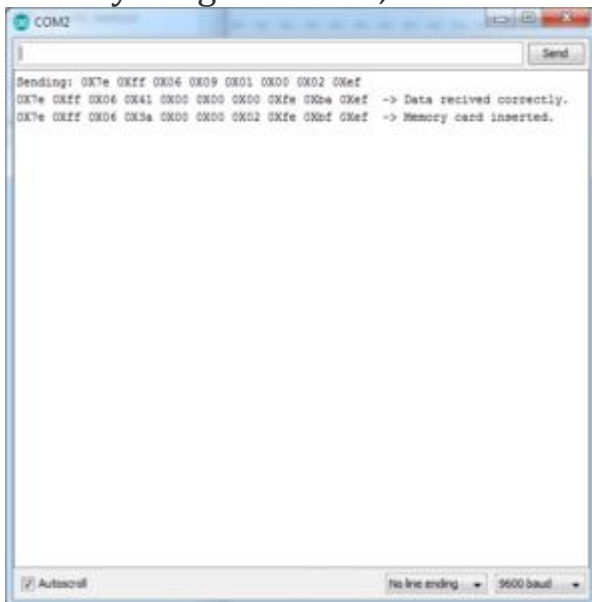 COM2
Send
Sending: 0X7e 0Xff 0X06 0X09 0X01 0X00 0X02 0Xef
0X7e 0Xff 0X06 0X41 0X00 0X00 0X00 0Xfe 0Xba 0Xef -> Data recived correctly.
0X7e 0Xff 0X06 0X3a 0X00 0X00 0X02 0Xfe 0Xbf 0Xef -> Memory card inserted.
Autoscroll
No line ending
9600 baud